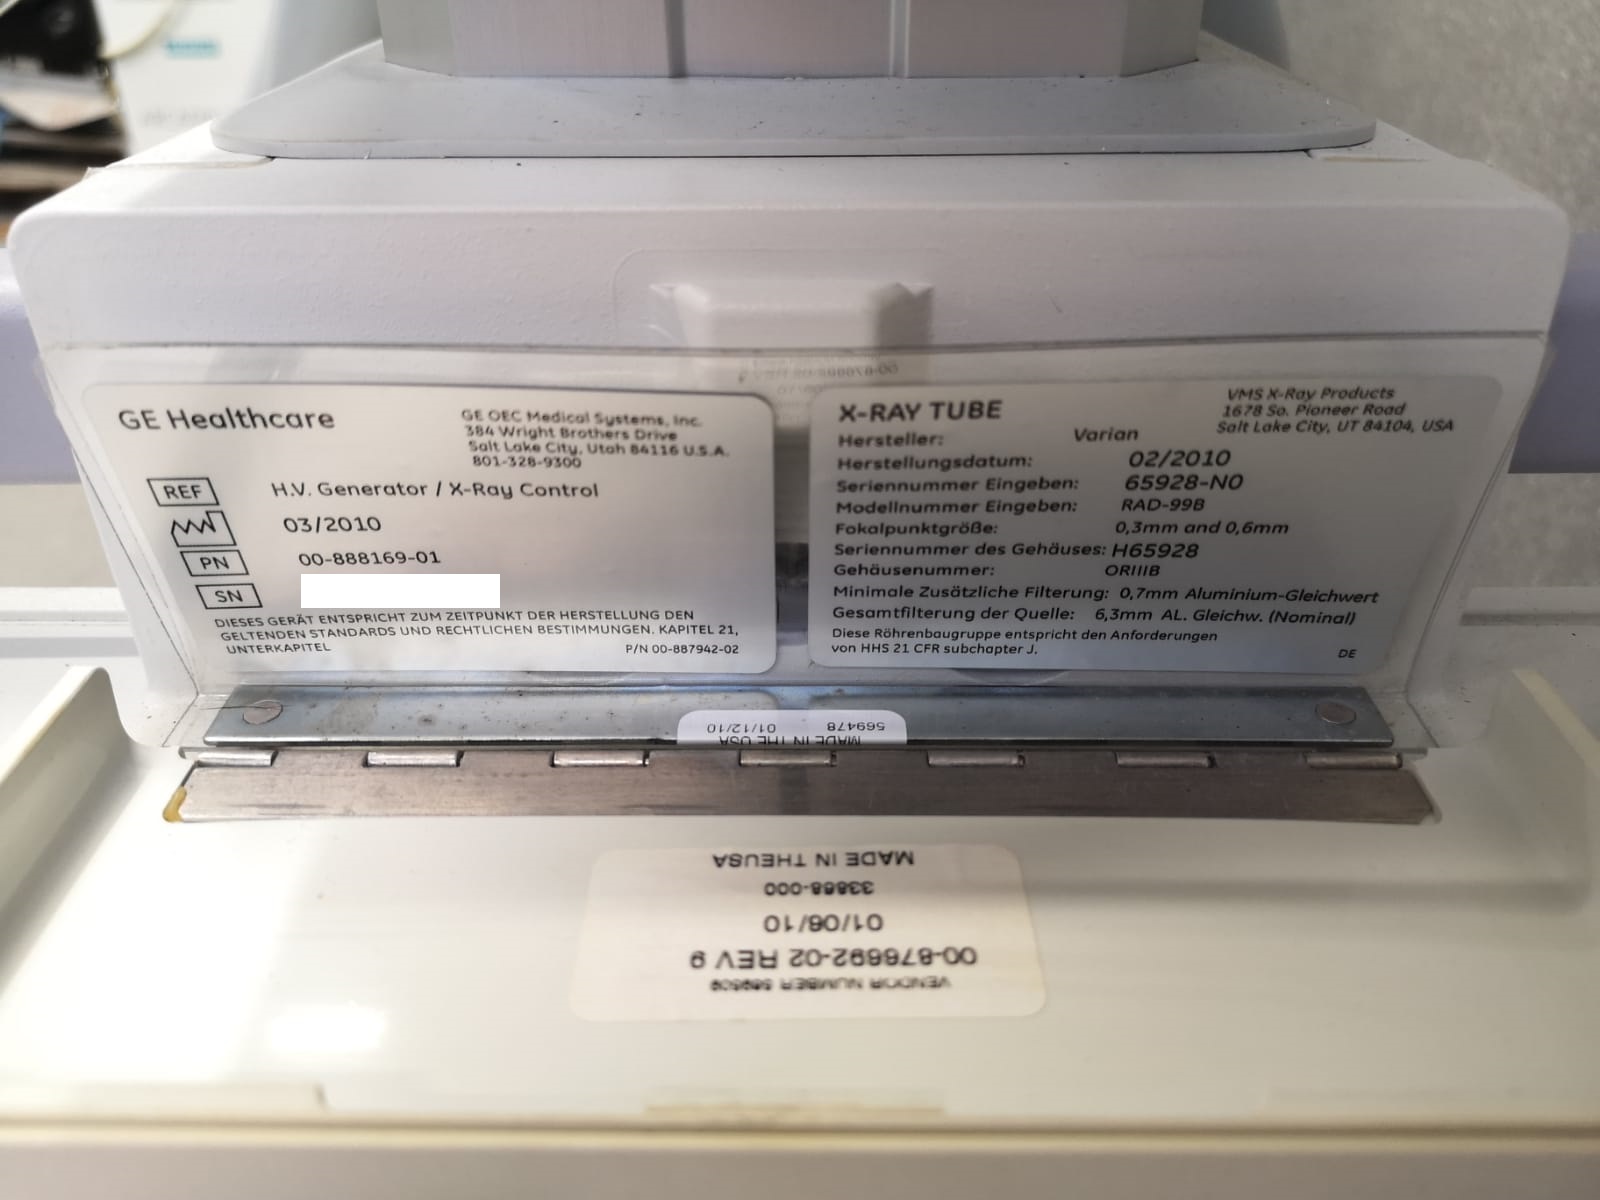 GE Healthcare
GE OEC Medical Systems, Inc.
384 Wright Brothers Drive
Salt Lake City, Utah 84116 U.S.A.
801-328-9300
REF
H.V. Generator / X-Ray Control
03/2010
PN
00-888169-01
SN
DIESES GERÄT ENTSPRICHT ZUM ZEITPUNKT DER HERSTELLUNG DEN
GELTENDEN STANDARDS UND RECHTLICHEN BESTIMMUNGEN. KAPITEL 21,
UNTERKAPITEL
P/N 00-887942-02
X-RAY TUBE
VMS X-Ray Products
1678 So. Pioneer Road
Salt Lake City, UT 84104, USA
Hersteller: Varian
Herstellungsdatum: 02/2010
Seriennummer Eingeben: 65928-N0
Modellnummer Eingeben: RAD-99B
Fokalpunktgröße: 0,3mm and 0,6mm
Seriennummer des Gehäuses: H65928
Gehäusenummer: ORIIIB
Minimale Zusätzliche Filterung: 0,7mm Aluminium-Gleichwert
Gesamtfilterung der Quelle: 6,3mm AL. Gleichw. (Nominal)
Diese Röhrenbaugruppe entspricht den Anforderungen
von HHS 21 CFR subchapter J.
DE
MADE IN THE USA
569478 01/12/10
VENDOR NUMBER
00-876692-02 REV 9
01/06/10
33868-000
MADE IN THEUSA